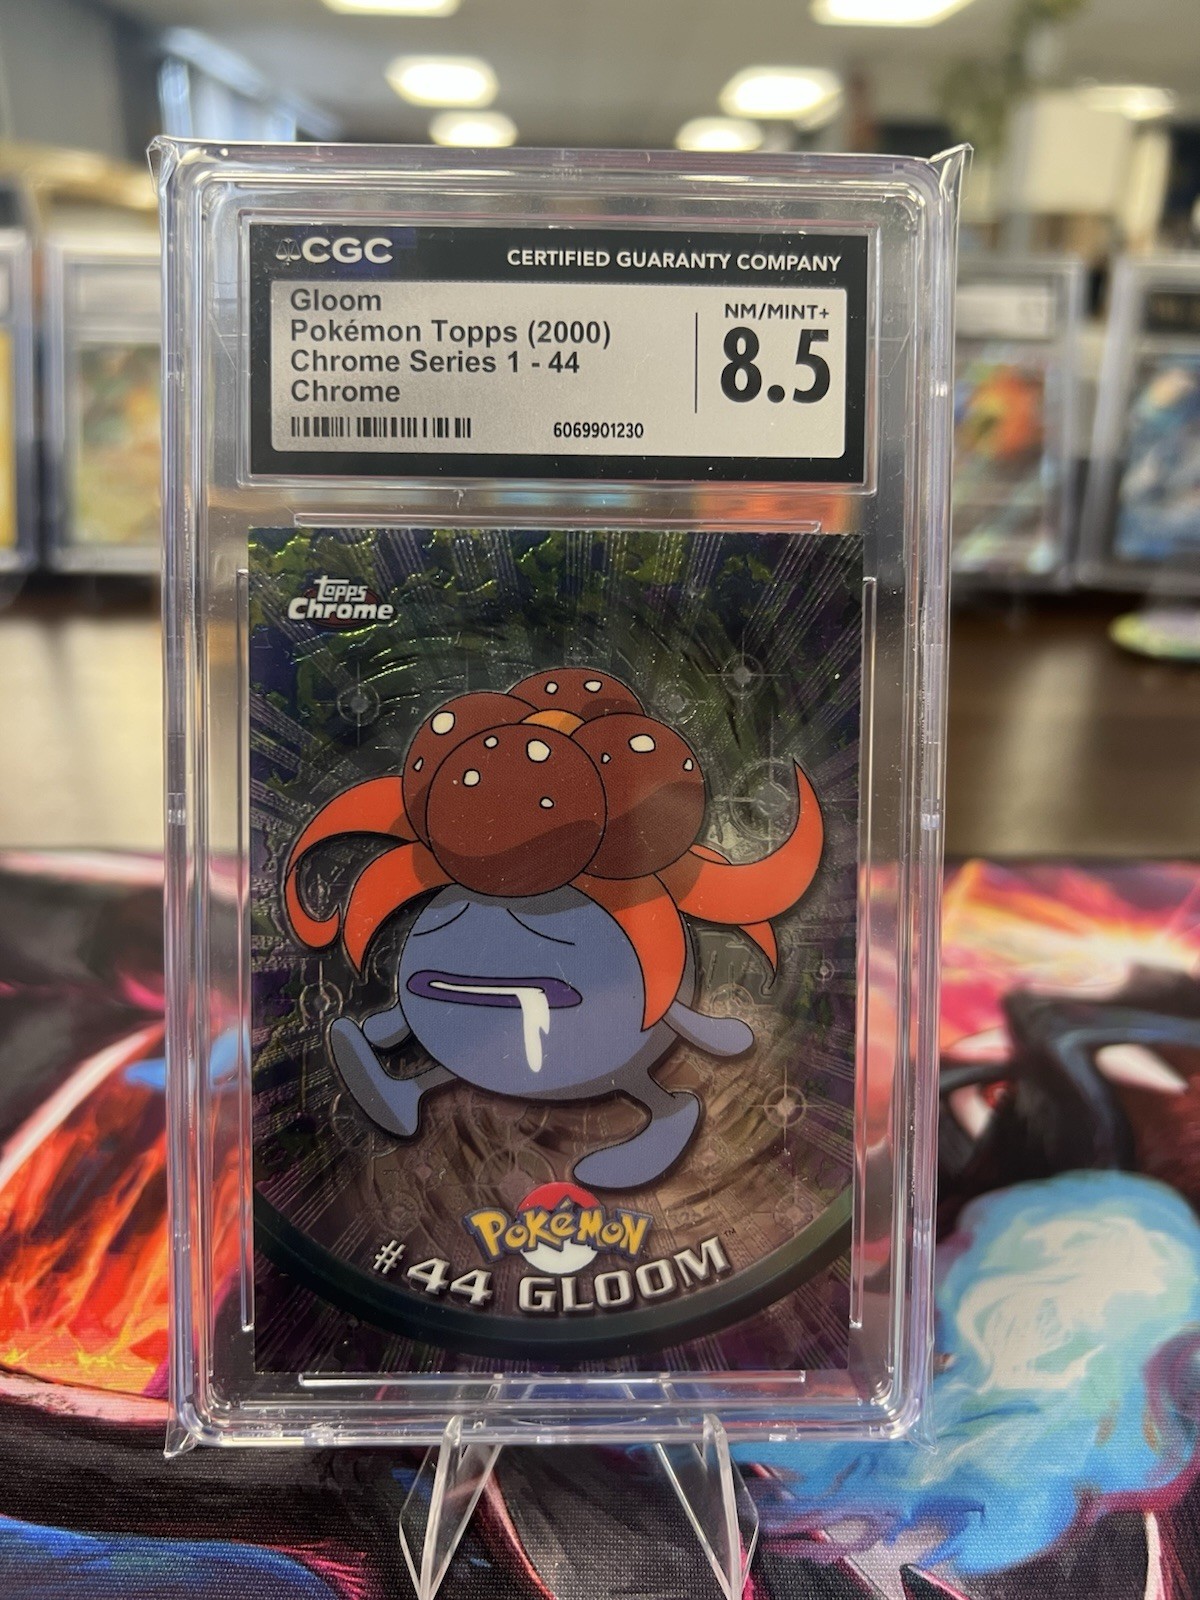 CGC
CERTIFIED GUARANTY COMPANY
Gloom
Pokémon Topps (2000)
Chrome Series 1 - 44
Chrome
NM/MINT+
8.5
6069901230
Topps
Chrome
POKéMON
™
#44 GLOOM